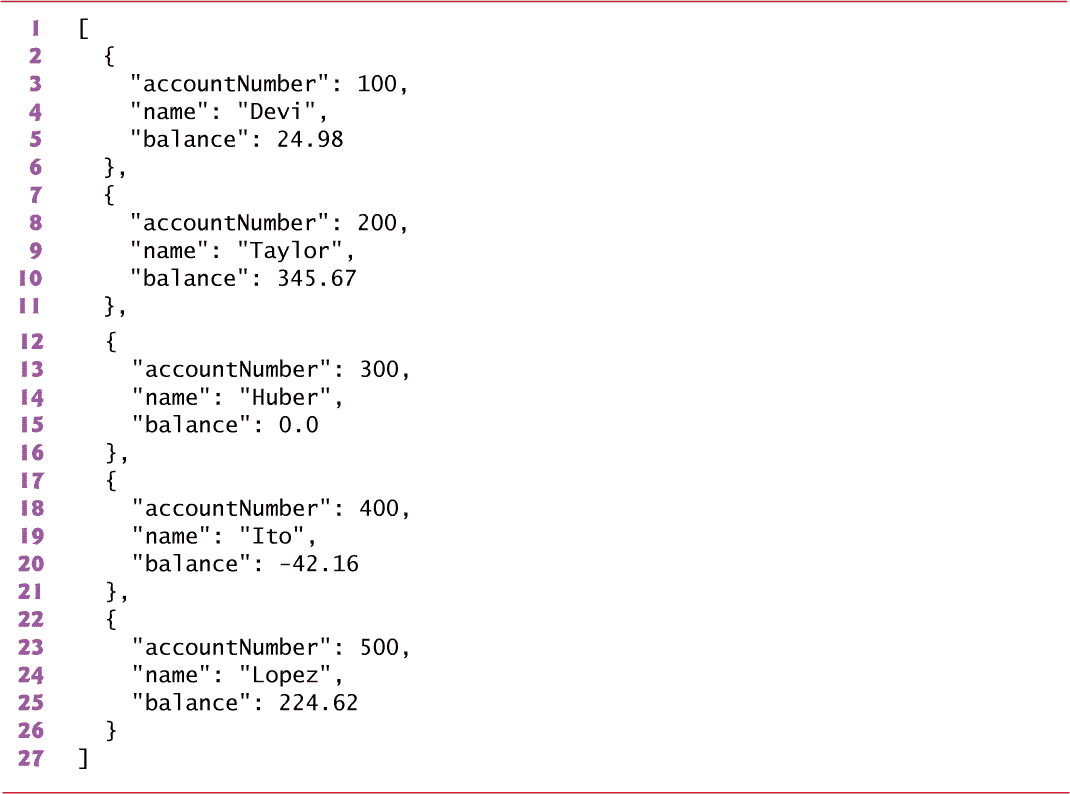 1 [
2   {
3     "accountNumber": 100,
4     "name": "Devi",
5     "balance": 24.98
6   },
7   {
8     "accountNumber": 200,
9     "name": "Taylor",
10     "balance": 345.67
11   },
12   {
13     "accountNumber": 300,
14     "name": "Huber",
15     "balance": 0.0
16   },
17   {
18     "accountNumber": 400,
19     "name": "Ito",
20     "balance": -42.16
21   },
22   {
23     "accountNumber": 500,
24     "name": "Lopez",
25     "balance": 224.62
26   }
27 ]